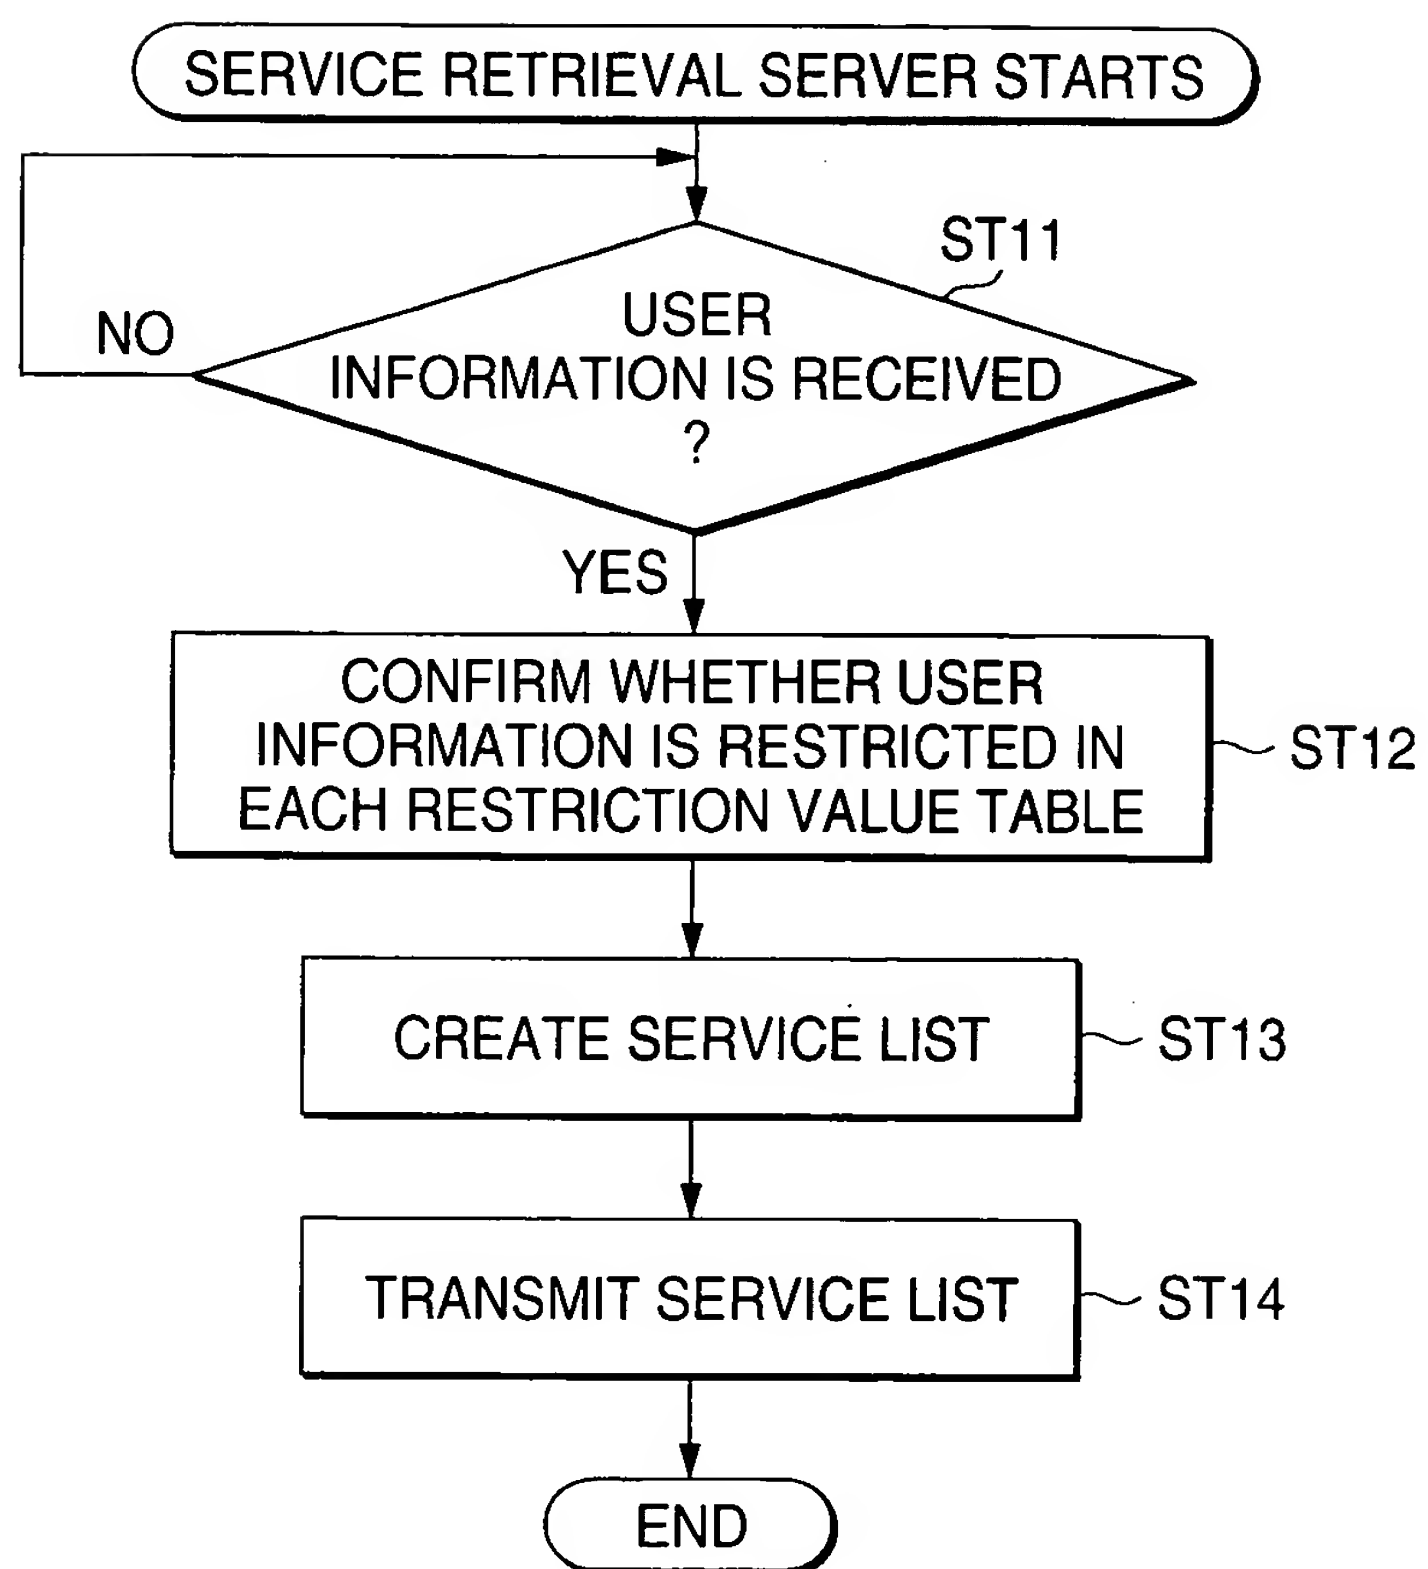 SERVICE RETRIEVAL SERVER STARTS
ST11
USER
INFORMATION IS RECEIVED
?
NO
YES
CONFIRM WHETHER USER
INFORMATION IS RESTRICTED IN
EACH RESTRICTION VALUE TABLE
ST12
CREATE SERVICE LIST
ST13
TRANSMIT SERVICE LIST
ST14
END